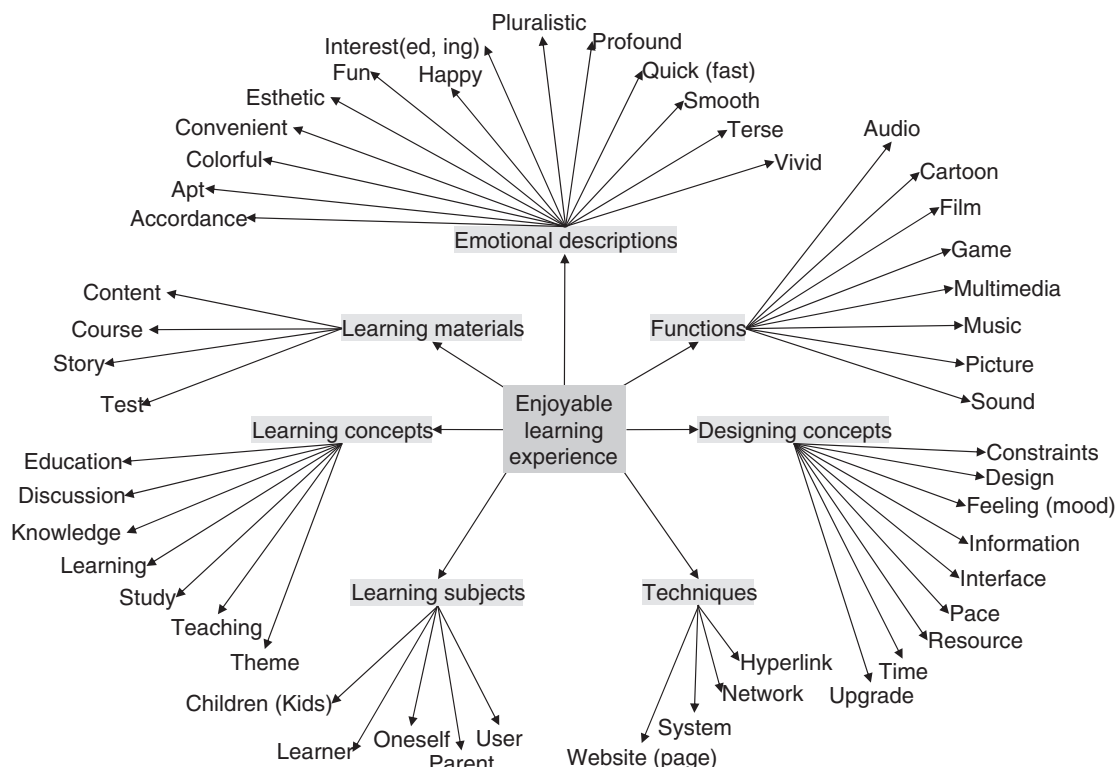 Pluralistic
Interest(ed, ing)
Profound
Fun
Happy
Quick (fast)
Esthetic
Smooth
Convenient
Terse
Audio
Colorful
Vivid
Cartoon
Apt
Film
Accordance
Emotional descriptions
Game
Content
Multimedia
Course
Learning materials
Functions
Music
Story
Picture
Test
Sound
Enjoyable
learning
experience
Learning concepts
Designing concepts
Education
Constraints
Discussion
Design
Feeling (mood)
Knowledge
Information
Learning
Interface
Study
Learning subjects
Techniques
Pace
Teaching
Resource
Theme
Hyperlink
Time
Children (Kids)
Network
Upgrade
Learner
Oneself
Parent
User
System
Website (page)